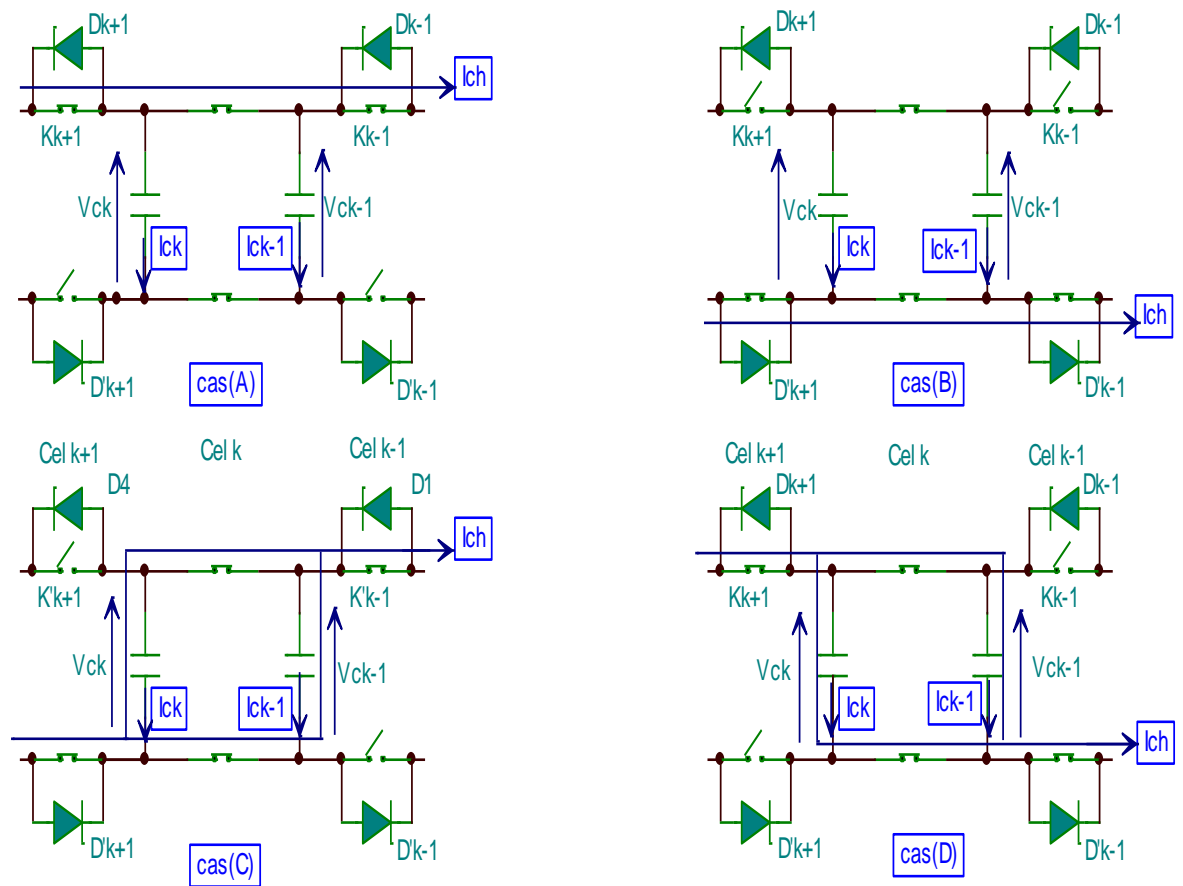 Dk+1
Dk-1
Ich
Kk+1
Kk-1
Vck
Vck-1
Ick
Ick-1
D'k+1
D'k-1
cas(A)
Dk+1
Dk-1
Kk+1
Kk-1
Vck
Vck-1
Ick
Ick-1
Ich
D'k+1
D'k-1
cas(B)
Cel k+1
Cel k
Cel k-1
D4
D1
Ich
K'k+1
K'k-1
Vck
Vck-1
Ick
Ick-1
D'k+1
D'k-1
cas(C)
Cel k+1
Cel k
Cel k-1
Dk+1
Dk-1
Kk+1
Kk-1
Vck
Vck-1
Ick
Ick-1
Ich
D'k+1
D'k-1
cas(D)